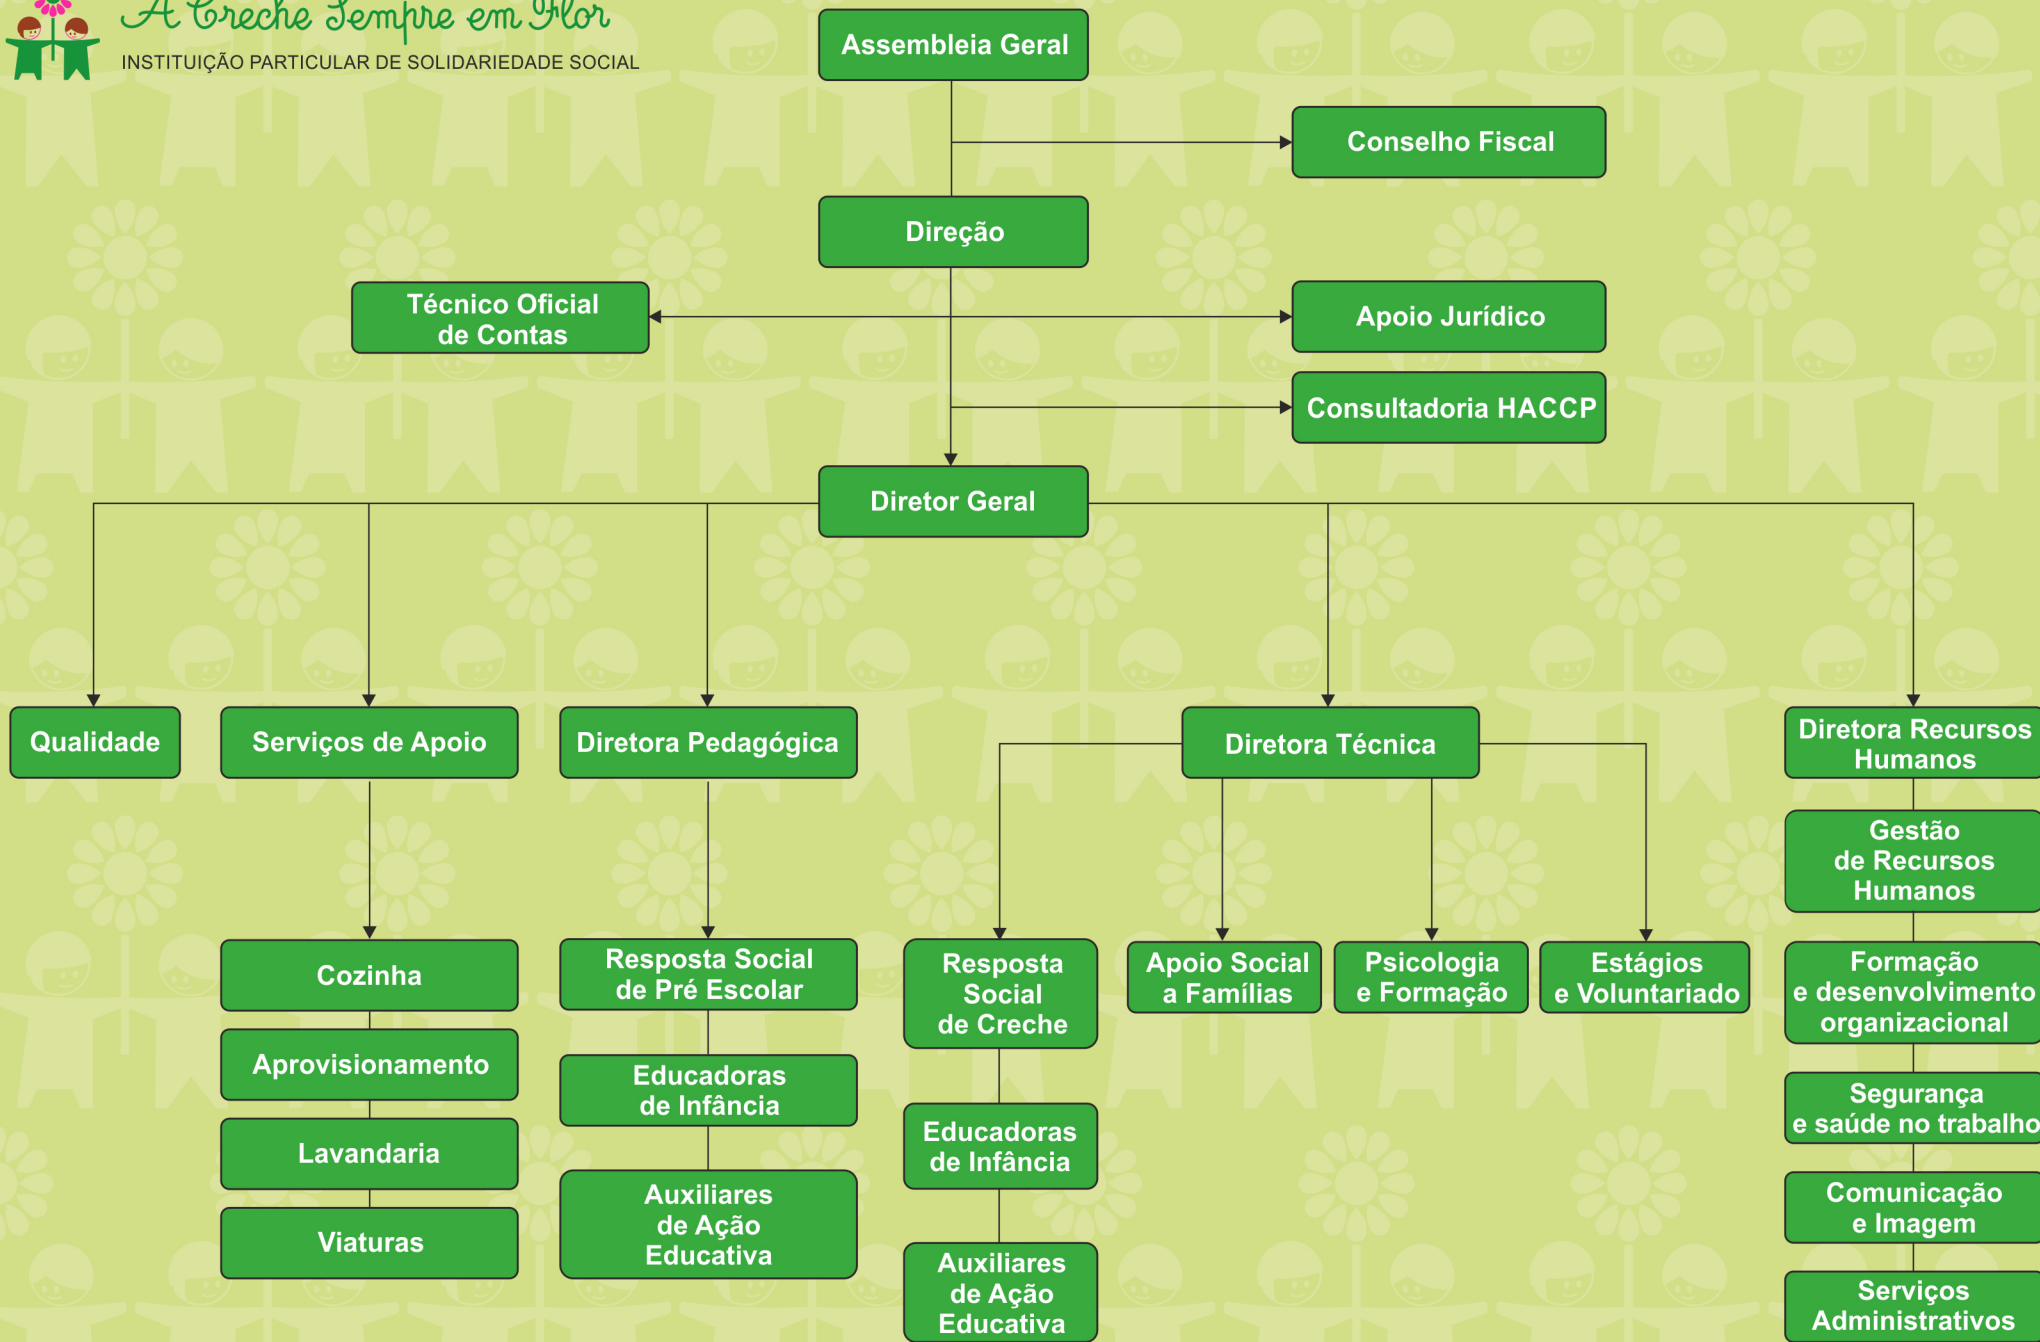 A Creche Sempre em Flor
INSTITUIÇÃO PARTICULAR DE SOLIDARIEDADE SOCIAL
Assembleia Geral
Conselho Fiscal
Direção
Técnico Oficial
de Contas
Apoio Jurídico
Consultadoria HACCP
Diretor Geral
Qualidade
Serviços de Apoio
Diretora Pedagógica
Diretora Técnica
Diretora Recursos
Humanos
Cozinha
Aprovisionamento
Lavandaria
Viaturas
Resposta Social
de Pré Escolar
Educadoras
de Infância
Auxiliares
de Ação
Educativa
Resposta
Social
de Creche
Educadoras
de Infância
Auxiliares
de Ação
Educativa
Apoio Social
a Famílias
Psicologia
e Formação
Estágios
e Voluntariado
Gestão
de Recursos
Humanos
Formação
e desenvolvimento
organizacional
Segurança
e saúde no trabalho
Comunicação
e Imagem
Serviços
Administrativos